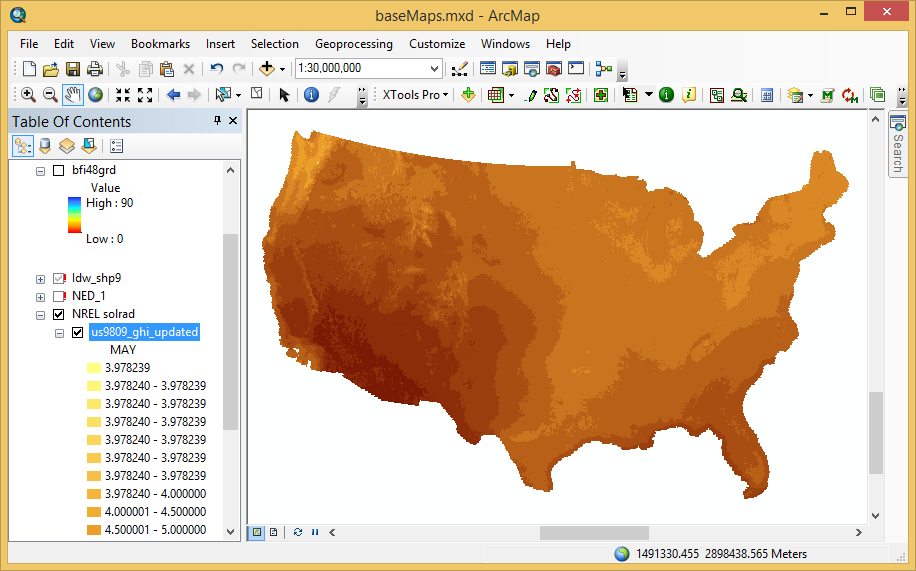 baseMaps.mxd - ArcMap
File Edit View Bookmarks Insert Selection Geoprocessing Customize Windows Help
1:30,000,000
XTools Pro
Table Of Contents
Search
bfi48grd
Value
High : 90
Low : 0
ldw_shp9
NED_1
NREL solrad
us9809_ghi_updated
MAY
3.978239
3.978240 - 3.978239
3.978240 - 3.978239
3.978240 - 3.978239
3.978240 - 3.978239
3.978240 - 3.978239
3.978240 - 3.978239
3.978240 - 4.000000
4.000001 - 4.500000
4.500001 - 5.000000
1491330.455 2898438.565 Meters